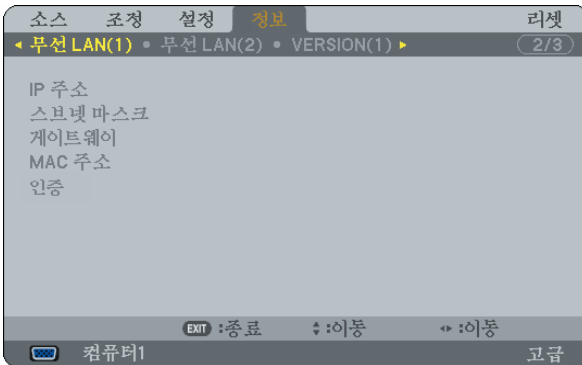 소스 조정 설정 정보 리셋
무선 LAN(1) • 무선 LAN(2) • VERSION(1) 2/3
IP 주소
스브넷 마스크
게이트웨이
MAC 주소
인증
EXIT :종료 :이동 :이동
컴퓨터1 고급